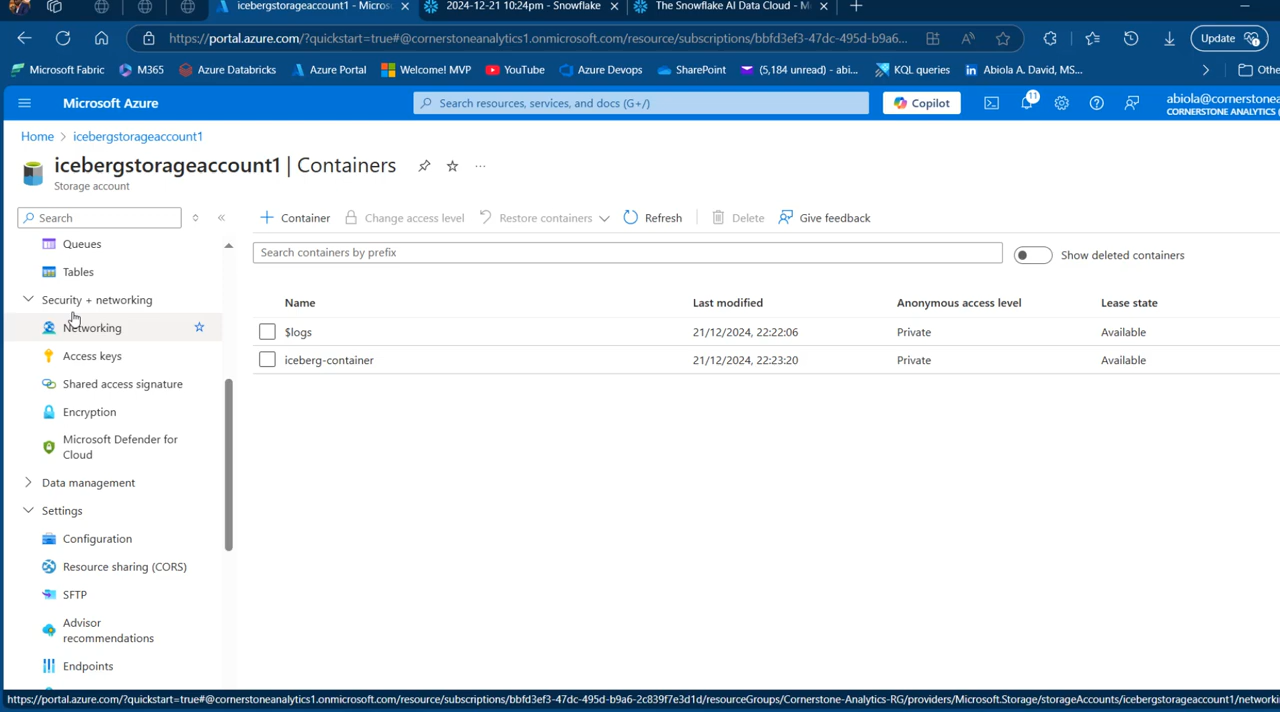 icebergstorageaccount1 - Micros
2024-12-21 10:24pm - Snowflake
The Snowflake AI Data Cloud - M
https://portal.azure.com/?quickstart=true#@cornerstoneanalytics1.onmicrosoft.com/resource/subscriptions/bbfd3ef3-47dc-495d-b9a6...
Update
Microsoft Fabric
M365
Azure Databricks
Azure Portal
Welcome! MVP
YouTube
Azure Devops
SharePoint
(5,184 unread) - abi...
KQL queries
Abiola A. David, MS...
Othe
Microsoft Azure
Search resources, services, and docs (G+/)
Copilot
11
abiola@cornerstone
CORNERSTONE ANALYTICS
Home > icebergstorageaccount1
icebergstorageaccount1 | Containers
Storage account
Search
Container
Change access level
Restore containers
Refresh
Delete
Give feedback
Queues
Tables
Security + networking
Networking
Access keys
Shared access signature
Encryption
Microsoft Defender for
Cloud
Data management
Settings
Configuration
Resource sharing (CORS)
SFTP
Advisor
recommendations
Endpoints
Search containers by prefix
Show deleted containers
Name Last modified Anonymous access level Lease state
$logs 21/12/2024, 22:22:06 Private Available
iceberg-container 21/12/2024, 22:23:20 Private Available
https://portal.azure.com/?quickstart=true#@cornerstoneanalytics1.onmicrosoft.com/resource/subscriptions/bbfd3ef3-47dc-495d-b9a6-2c839f7e3d1d/resourceGroups/Cornerstone-Analytics-RG/providers/Microsoft.Storage/storageAccounts/icebergstorageaccount1/networki